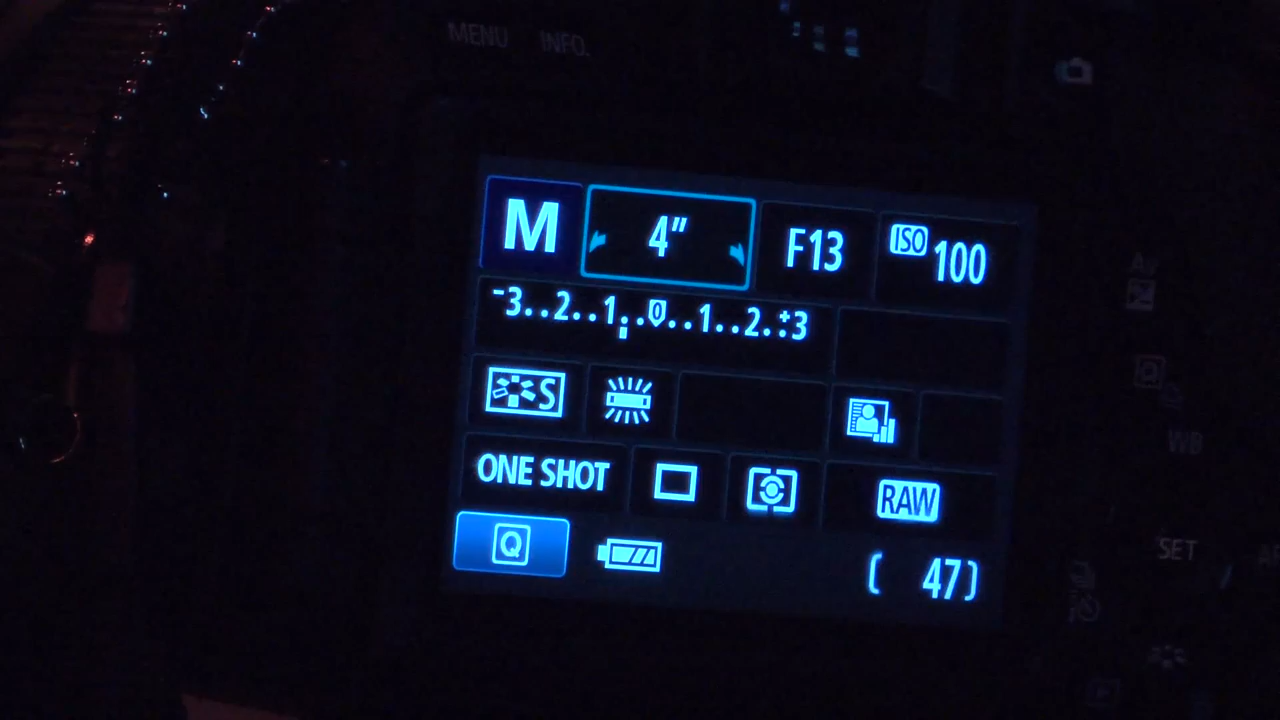 MENU INFO.
M 4" F13 ISO 100
-3..2..1..0..1..2..+3
S
ONE SHOT RAW
Q ( 47)
Av
WB
SET